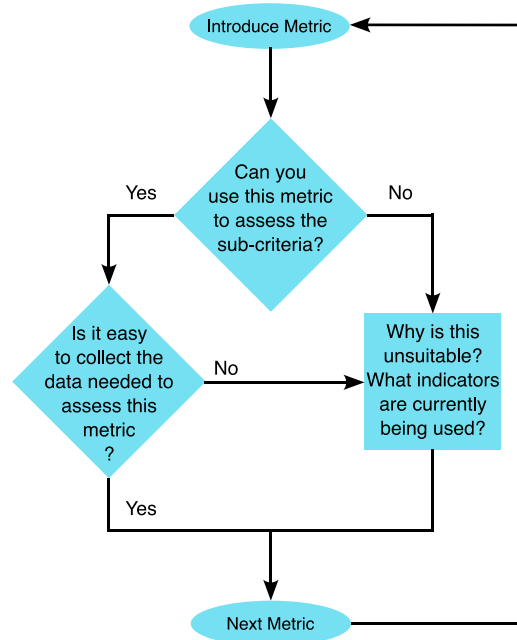 Introduce Metric
Can you
use this metric
to assess the
sub-criteria?
Yes
No
Is it easy
to collect the
data needed to
assess this
metric
?
No
Why is this
unsuitable?
What indicators
are currently
being used?
Yes
Next Metric